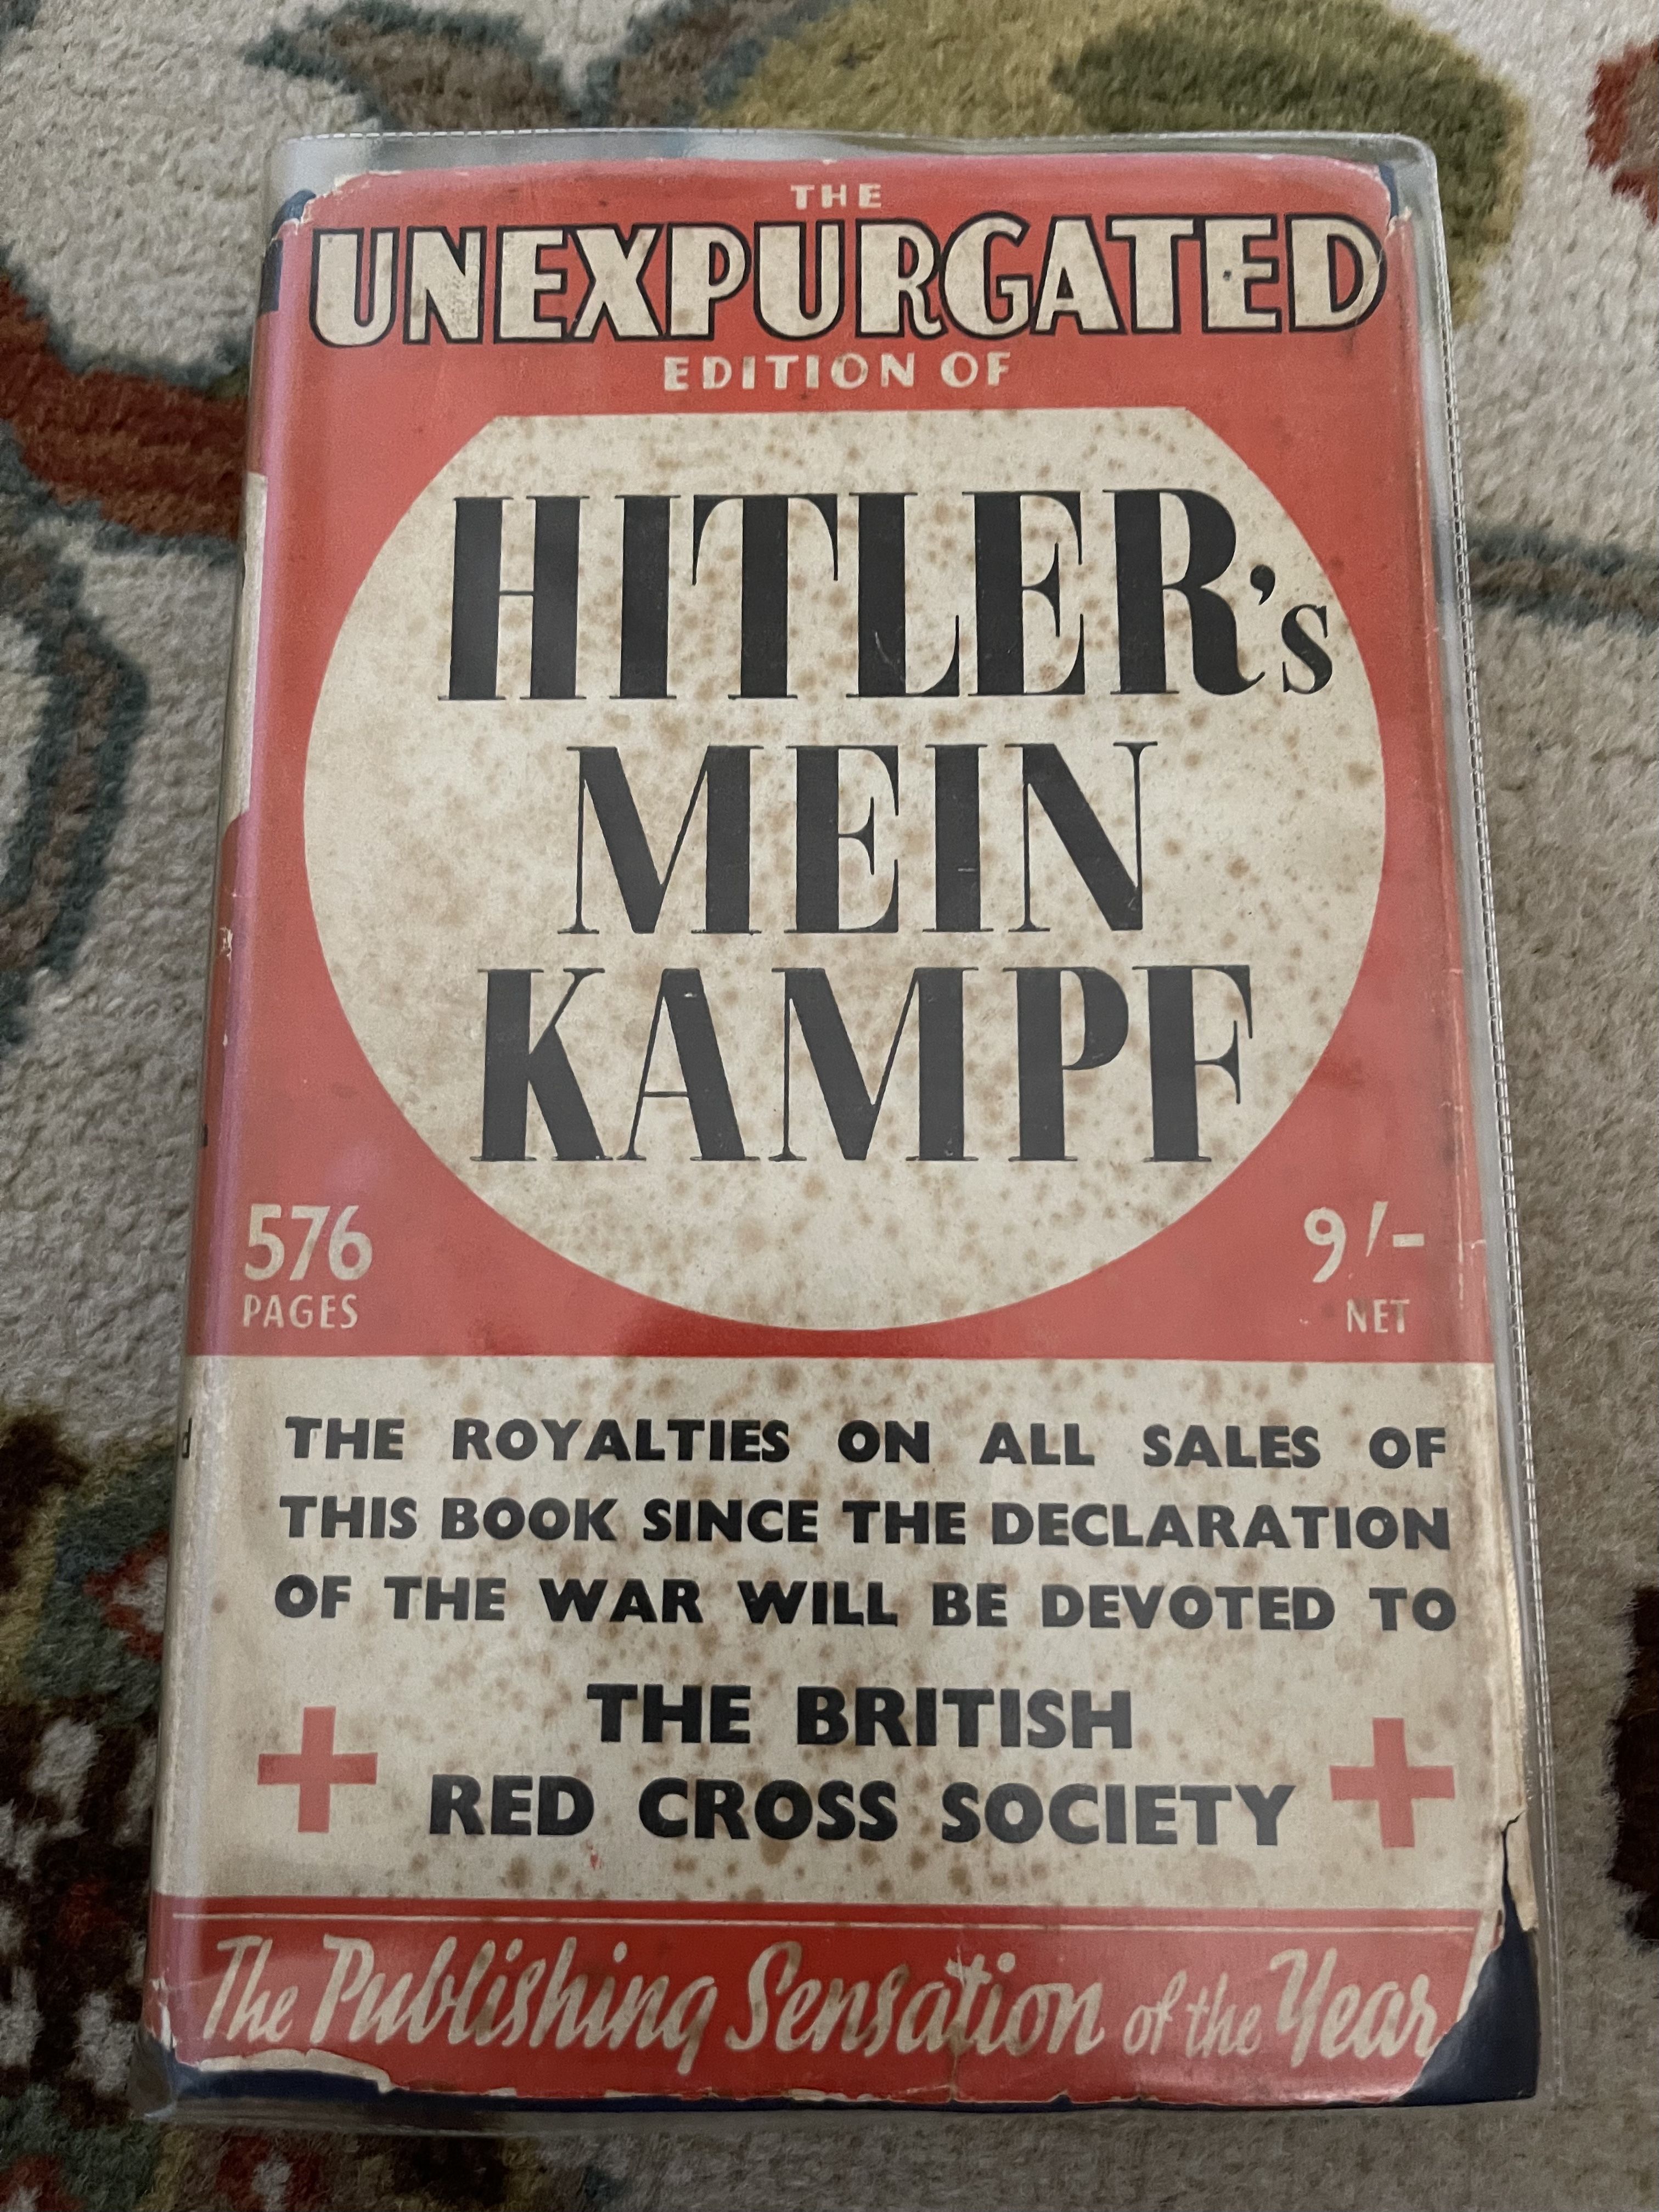 THE
UNEXPURGATED
EDITION OF
HITLER's
MEIN
KAMPF
576
PAGES
9/-
NET
THE ROYALTIES ON ALL SALES OF
THIS BOOK SINCE THE DECLARATION
OF THE WAR WILL BE DEVOTED TO
THE BRITISH
RED CROSS SOCIETY
The Publishing Sensation of the Year